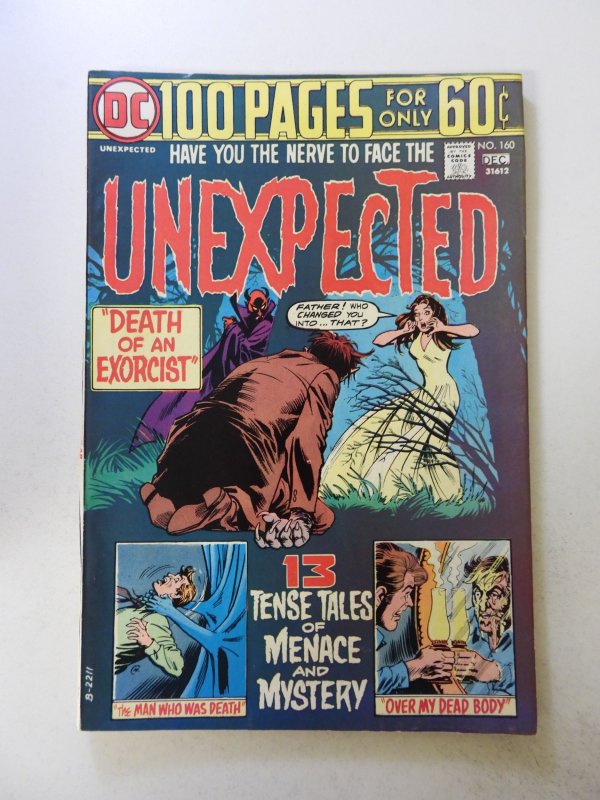 DC 100 PAGES FOR ONLY 60¢
UNEXPECTED
HAVE YOU THE NERVE TO FACE THE
APPROVED
BY THE
COMICS
CODE
AUTHORITY
NO. 160
DEC
31612
UNEXPECTED
"DEATH
OF AN
EXORCIST"
FATHER! WHO
CHANGED YOU
INTO... THAT?
13
TENSE TALES
OF
MENACE
AND
MYSTERY
"THE MAN WHO WAS DEATH"
"OVER MY DEAD BODY"
B-2211